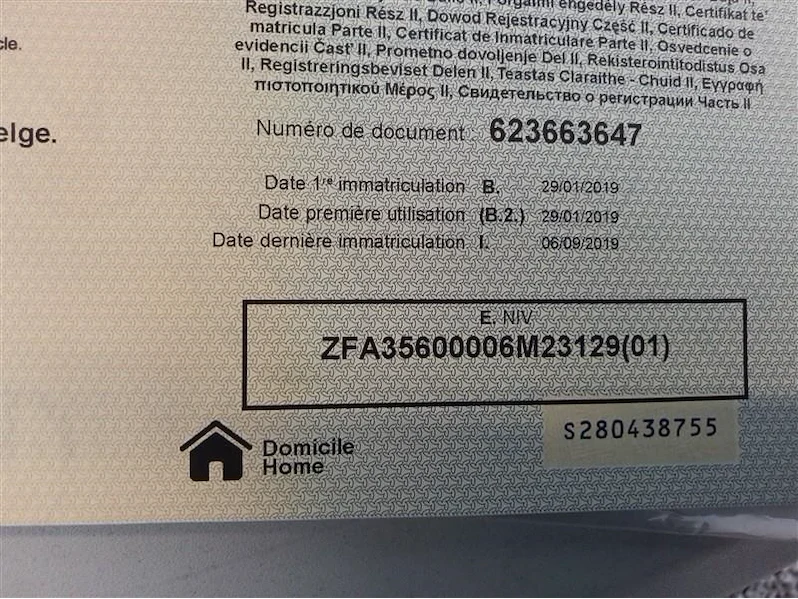 Registrazzjoni Rész II, Dowod Rejestracyjny Część II, Certificado de
matricula Parte II, Certificat de Inmatriculare Parte II, Osvedcenie o
cle.
evidencii Čast' II, Prometno dovoljenje Del II, Rekisterointitodistus Osa
II, Registreringsbeviset Delen II, Teastas Claraithe - Chuid II, Εγγραφή
πιστοποιητικού Μέρος II, Свидетелство о регистрации Часть II
elge.
Numéro de document : 623663647
Date 1re immatriculation B. 29/01/2019
Date première utilisation (B.2.) 29/01/2019
Date dernière immatriculation I. 06/09/2019
E. NIV
ZFA35600006M23129(01)
S280438755
Domicile
Home